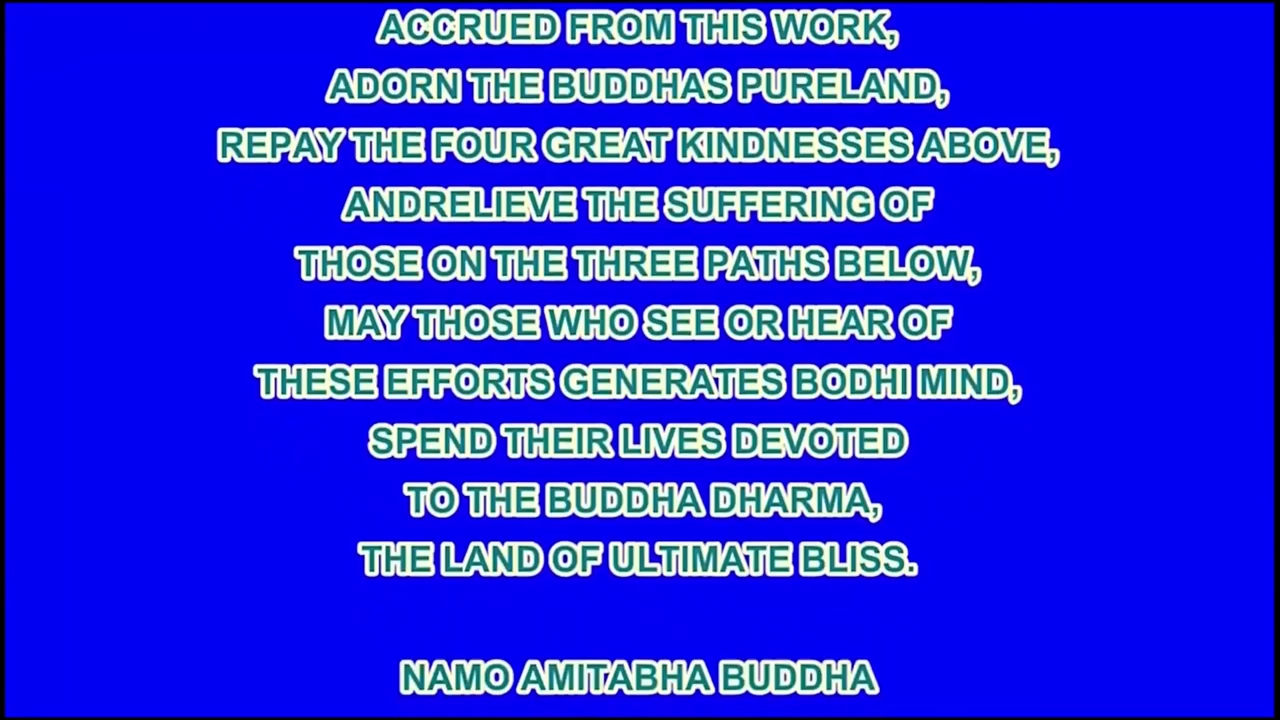 ACCRUED FROM THIS WORK,
ADORN THE BUDDHAS PURELAND,
REPAY THE FOUR GREAT KINDNESSES ABOVE,
ANDRELIEVE THE SUFFERING OF
THOSE ON THE THREE PATHS BELOW,
MAY THOSE WHO SEE OR HEAR OF
THESE EFFORTS GENERATES BODHI MIND,
SPEND THEIR LIVES DEVOTED
TO THE BUDDHA DHARMA,
THE LAND OF ULTIMATE BLISS.
NAMO AMITABHA BUDDHA